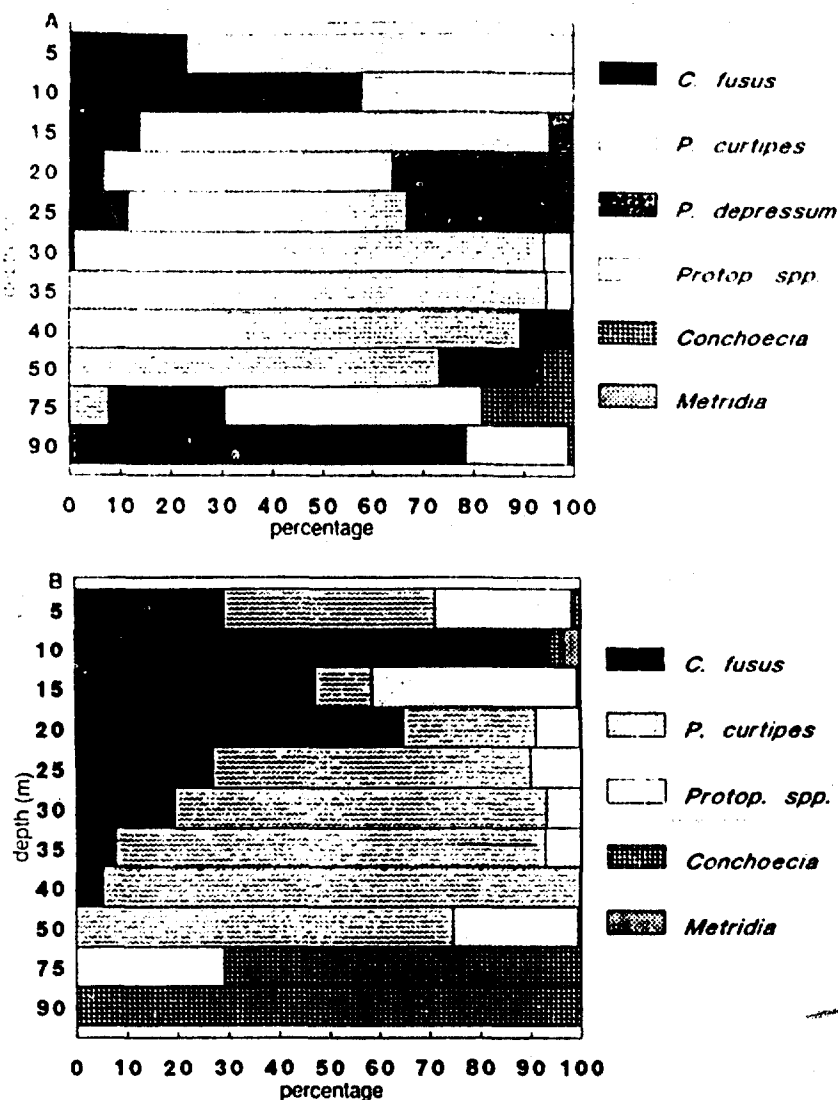 A
5
10
15
20
25
30
35
40
50
75
90
0 10 20 30 40 50 60 70 80 90 100
percentage
C. fusus
P. curtipes
P. depressum
Protop spp.
Conchoecia
Metridia
B
5
10
15
20
25
30
35
40
50
75
90
depth (m)
0 10 20 30 40 50 60 70 80 90 100
percentage
C. fusus
P. curtipes
Protop. spp.
Conchoecia
Metridia